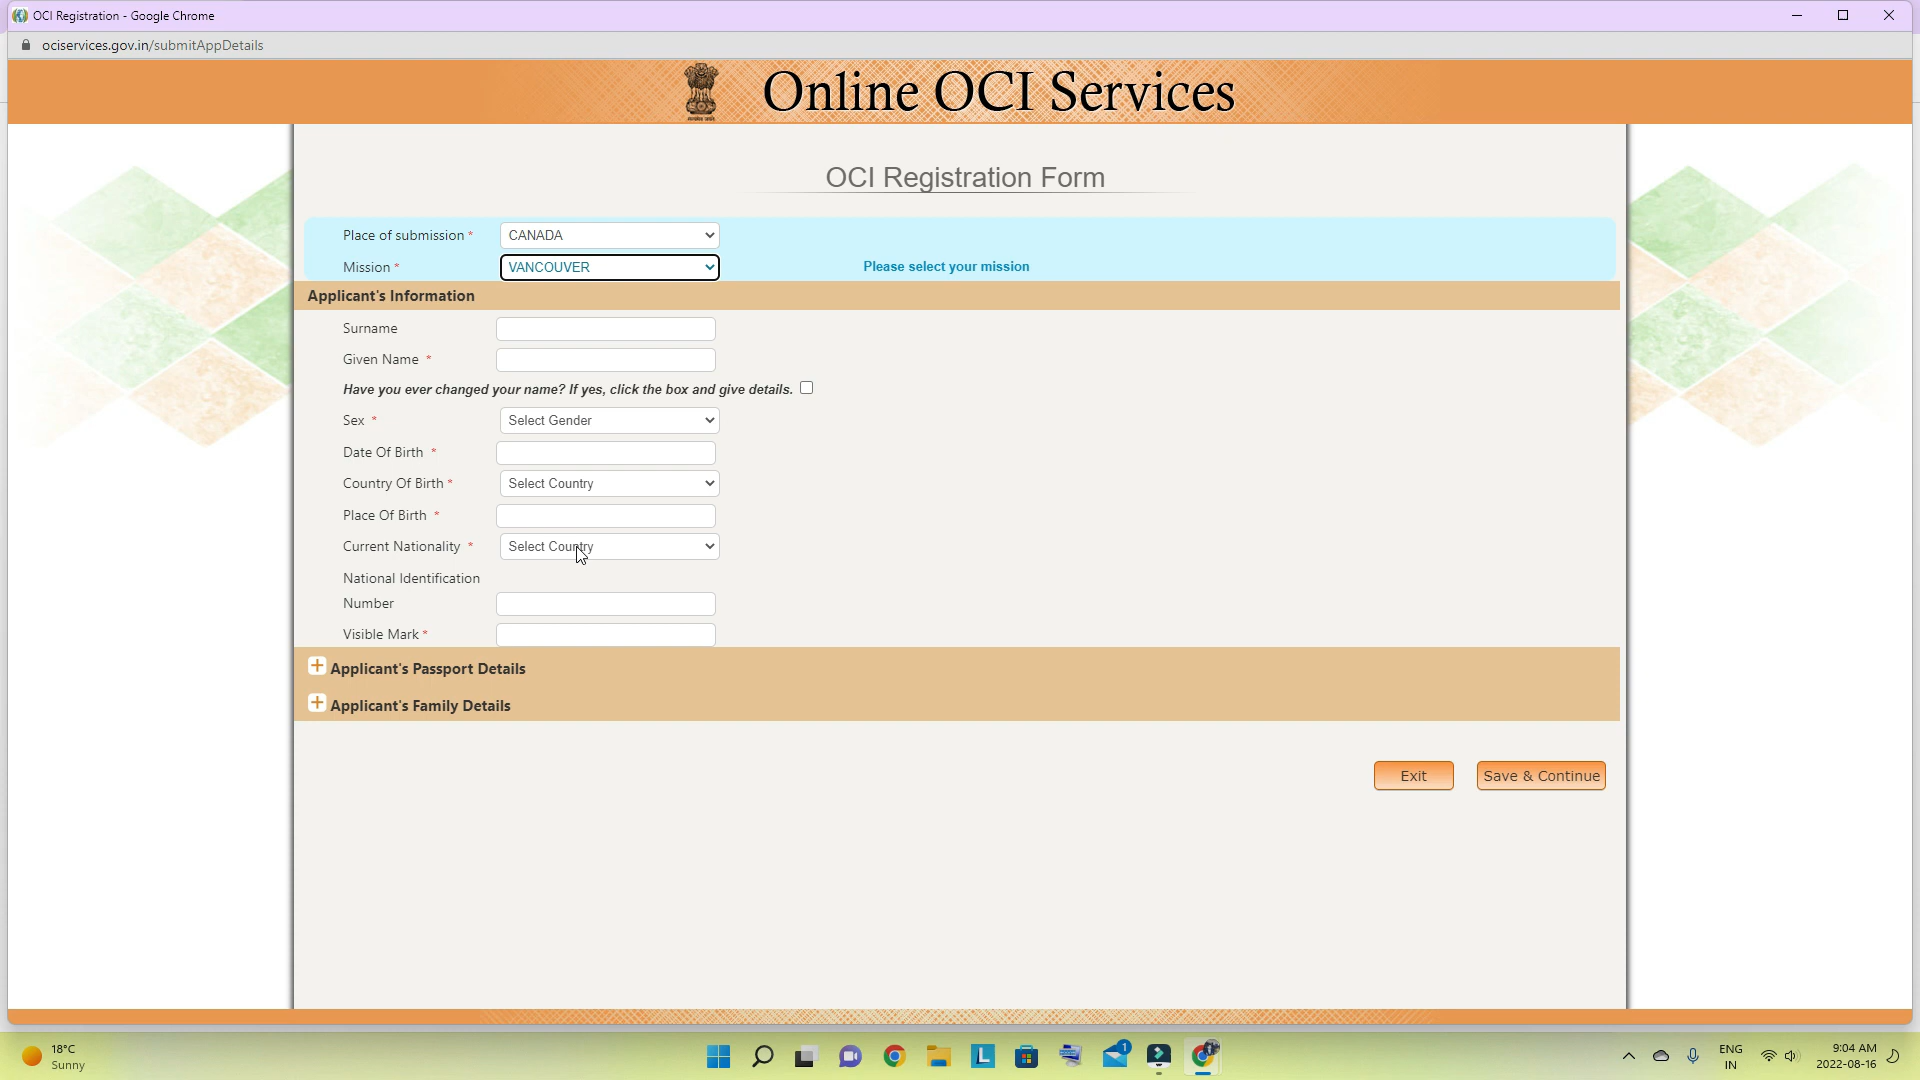 OCI Registration - Google Chrome
ociservices.gov.in/submitAppDetails
Online OCI Services
OCI Registration Form
Place of submission * CANADA
Mission * VANCOUVER Please select your mission
Applicant's Information
Surname
Given Name *
Have you ever changed your name? If yes, click the box and give details.
Sex * Select Gender
Date Of Birth *
Country Of Birth * Select Country
Place Of Birth *
Current Nationality * Select Country
National Identification
Number
Visible Mark *
Applicant's Passport Details
Applicant's Family Details
Exit Save & Continue
18°C
Sunny
L
1
ENG
IN
9:04 AM
2022-08-16